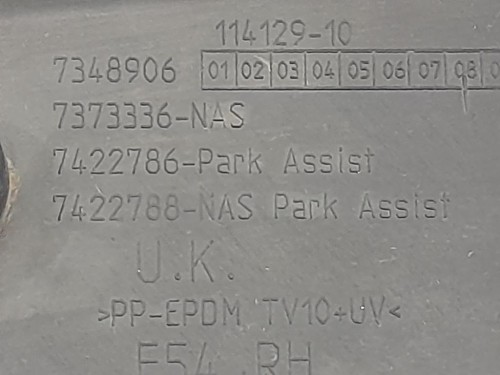 114129-10
7348906 01 02 03 04 05 06 07 08
7373336-NAS
7422786-Park Assist
7422788-NAS Park Assist
U.K.
>PP-EPDM TV10+UV<
F54 RH